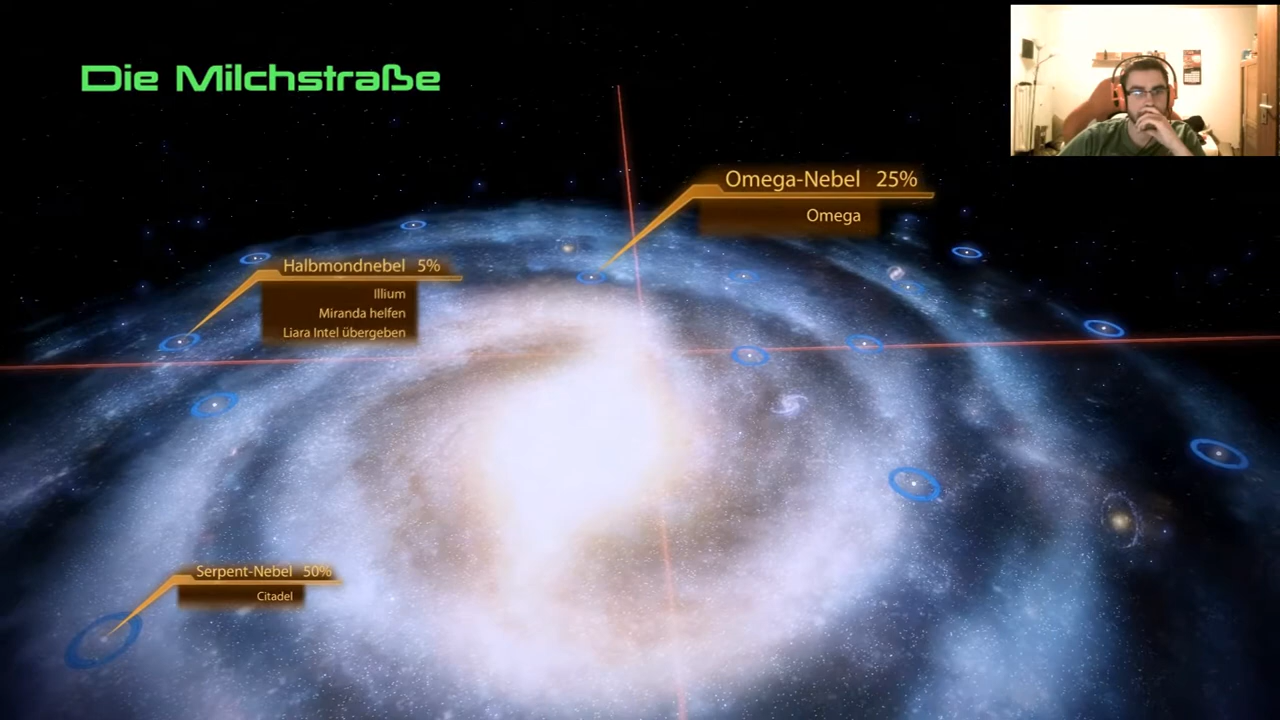 Die Milchstraße
Omega-Nebel 25%
Omega
Halbmondnebel 5%
Illium
Miranda helfen
Liara Intel übergeben
Serpent-Nebel 50%
Citadel